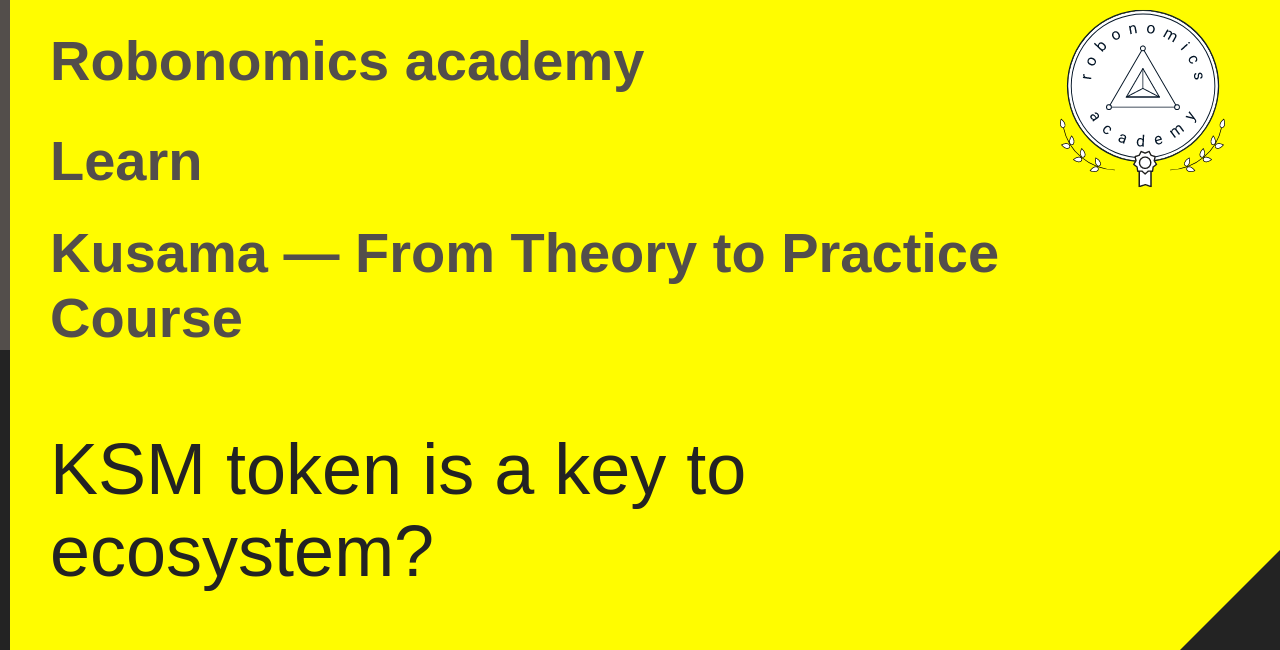 Robonomics academy
robonomics
academy
Learn
Kusama — From Theory to Practice
Course
KSM token is a key to
ecosystem?